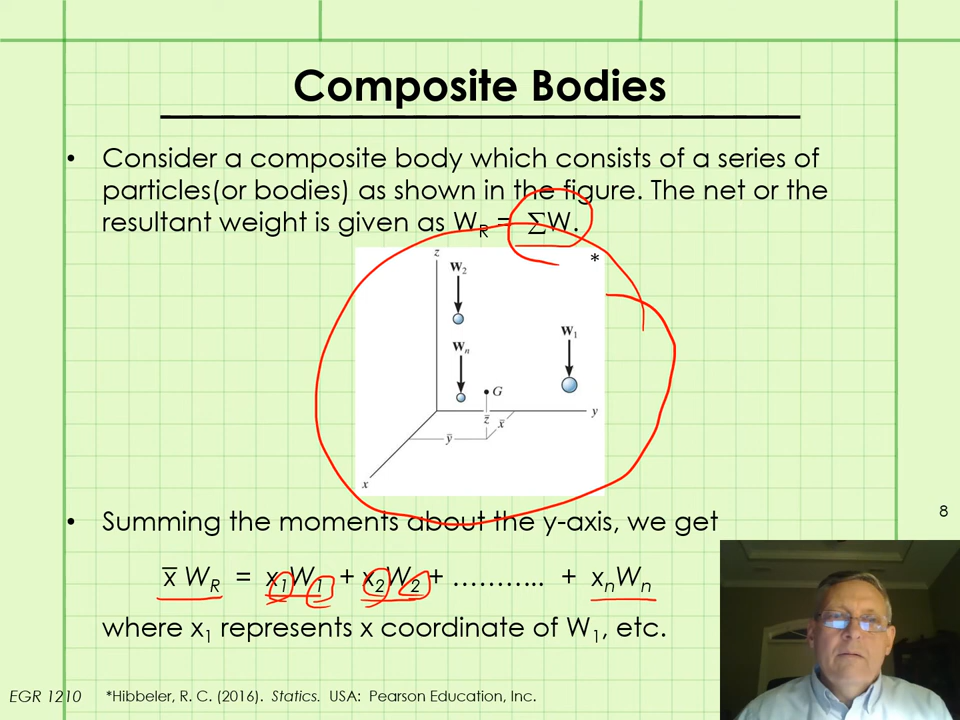 Composite Bodies
• Consider a composite body which consists of a series of
particles(or bodies) as shown in the figure. The net or the
resultant weight is given as W_R = ∑W.
*
z
W₂
W₁
Wₙ
G
y
z̅
x̅
y̅
x
• Summing the moments about the y-axis, we get
8
x̅ W_R = x₁W₁ + x₂W₂ + ……….. + xₙWₙ
where x₁ represents x coordinate of W₁, etc.
EGR 1210 *Hibbeler, R. C. (2016). Statics. USA: Pearson Education, Inc.